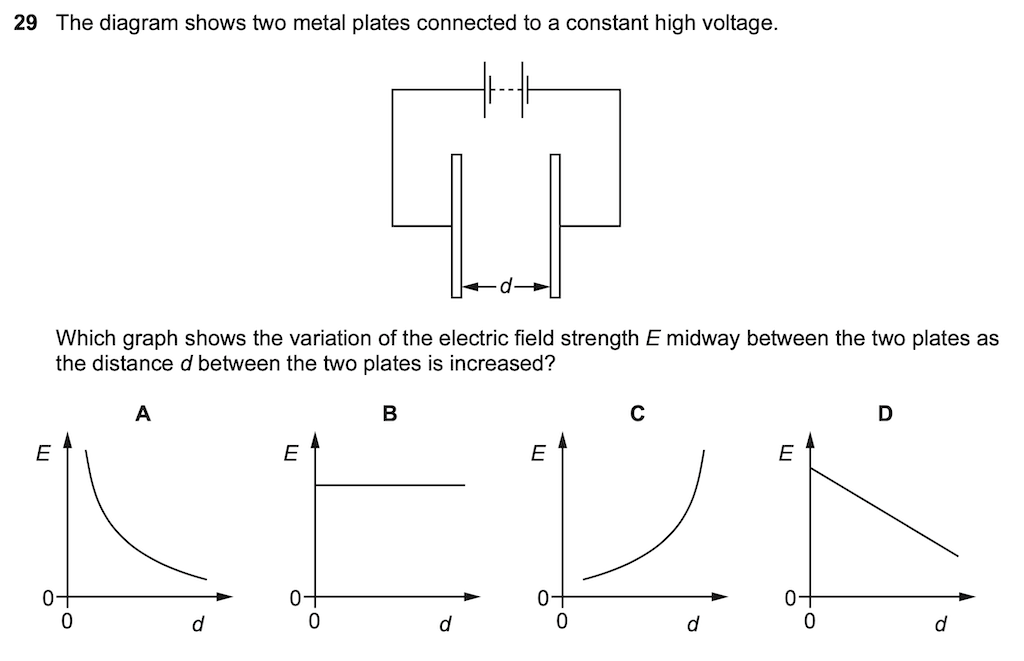 29 The diagram shows two metal plates connected to a constant high voltage.
d
Which graph shows the variation of the electric field strength E midway between the two plates as
the distance d between the two plates is increased?
A B C D
E E E E
0 0 0 0
0 d 0 d 0 d 0 d